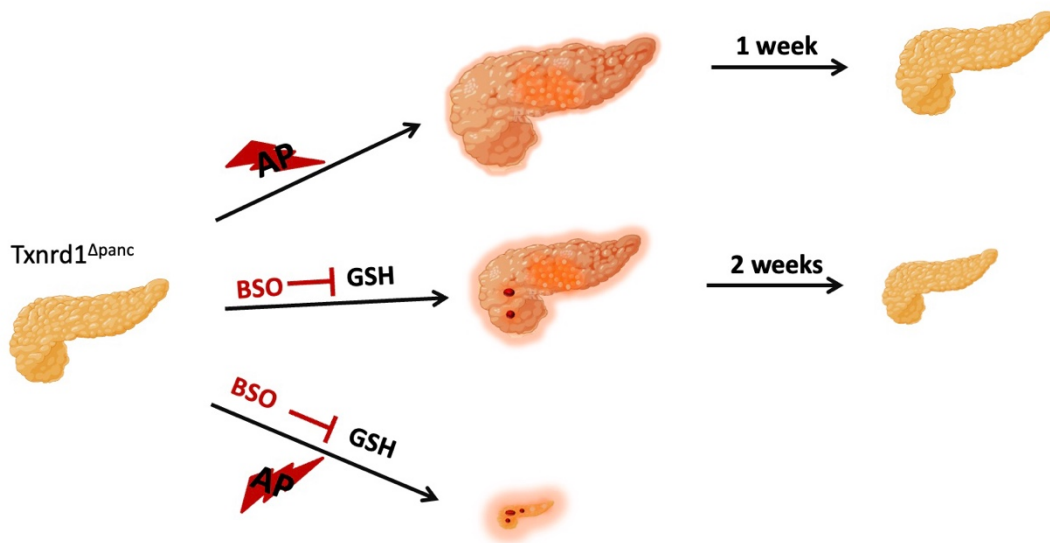 1 week
AP
Txnrd1Δpanc
BSO GSH
2 weeks
BSO
GSH
AP